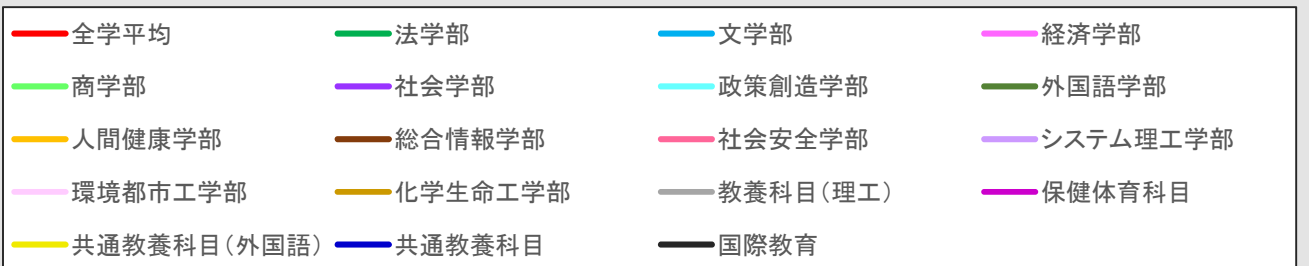 全学平均 法学部 文学部 経済学部
商学部 社会学部 政策創造学部 外国語学部
人間健康学部 総合情報学部 社会安全学部 システム理工学部
環境都市工学部 化学生命工学部 教養科目（理工） 保健体育科目
共通教養科目（外国語） 共通教養科目 国際教育